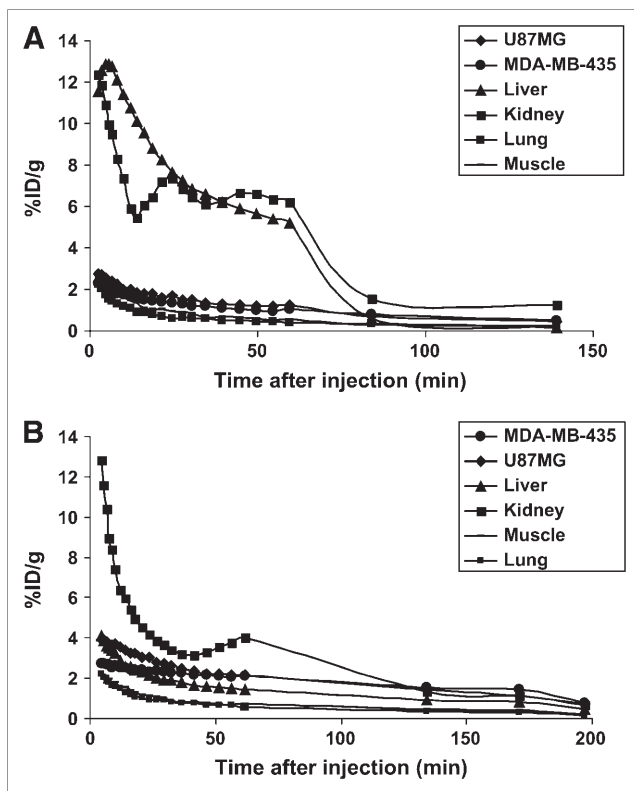 A
14
12
10
8
6
4
2
0
%ID/g
0 50 100 150
Time after injection (min)
U87MG
MDA-MB-435
Liver
Kidney
Lung
Muscle
B
14
12
10
8
6
4
2
0
%ID/g
0 50 100 150 200
Time after injection (min)
MDA-MB-435
U87MG
Liver
Kidney
Muscle
Lung